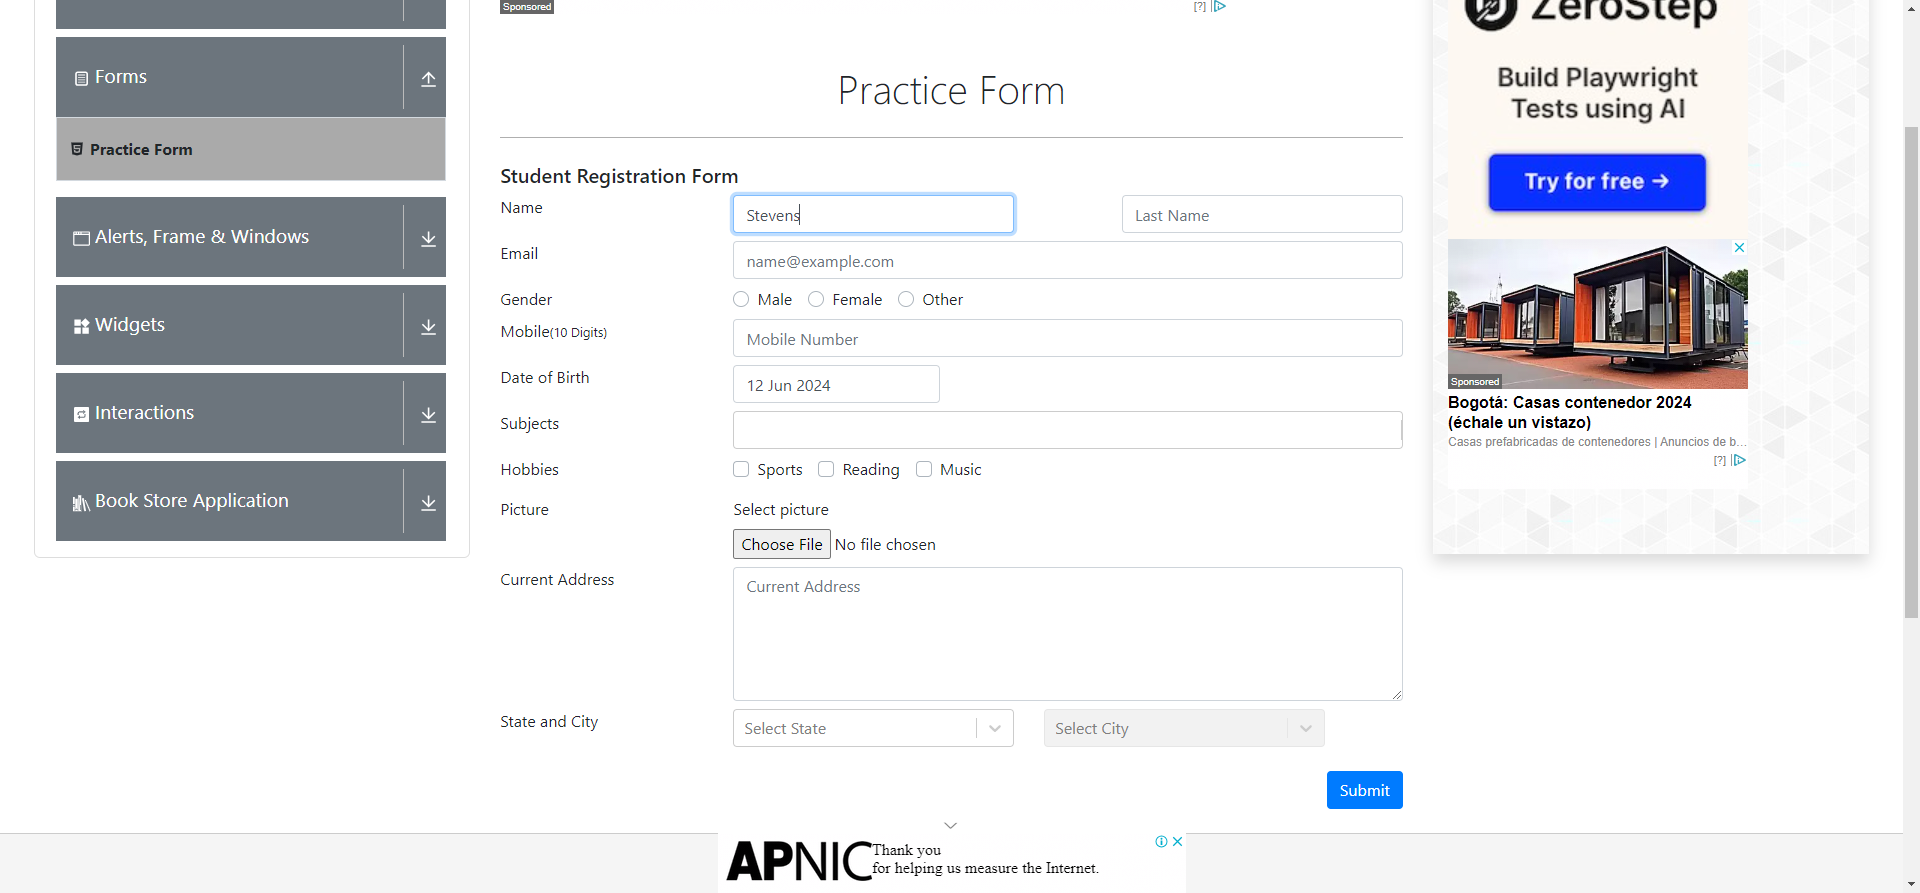 Sponsored
[?]
Forms
Practice Form
Alerts, Frame & Windows
Widgets
Interactions
Book Store Application
Practice Form
Student Registration Form
Name
Stevens
Last Name
Email
name@example.com
Gender
Male
Female
Other
Mobile(10 Digits)
Mobile Number
Date of Birth
12 Jun 2024
Subjects
Hobbies
Sports
Reading
Music
Picture
Select picture
Choose File No file chosen
Current Address
Current Address
State and City
Select State
Select City
Submit
APNIC
Thank you
for helping us measure the Internet.
ZeroStep
Build Playwright
Tests using AI
Try for free →
Sponsored
Bogotá: Casas contenedor 2024
(échale un vistazo)
Casas prefabricadas de contenedores | Anuncios de b...
[?]